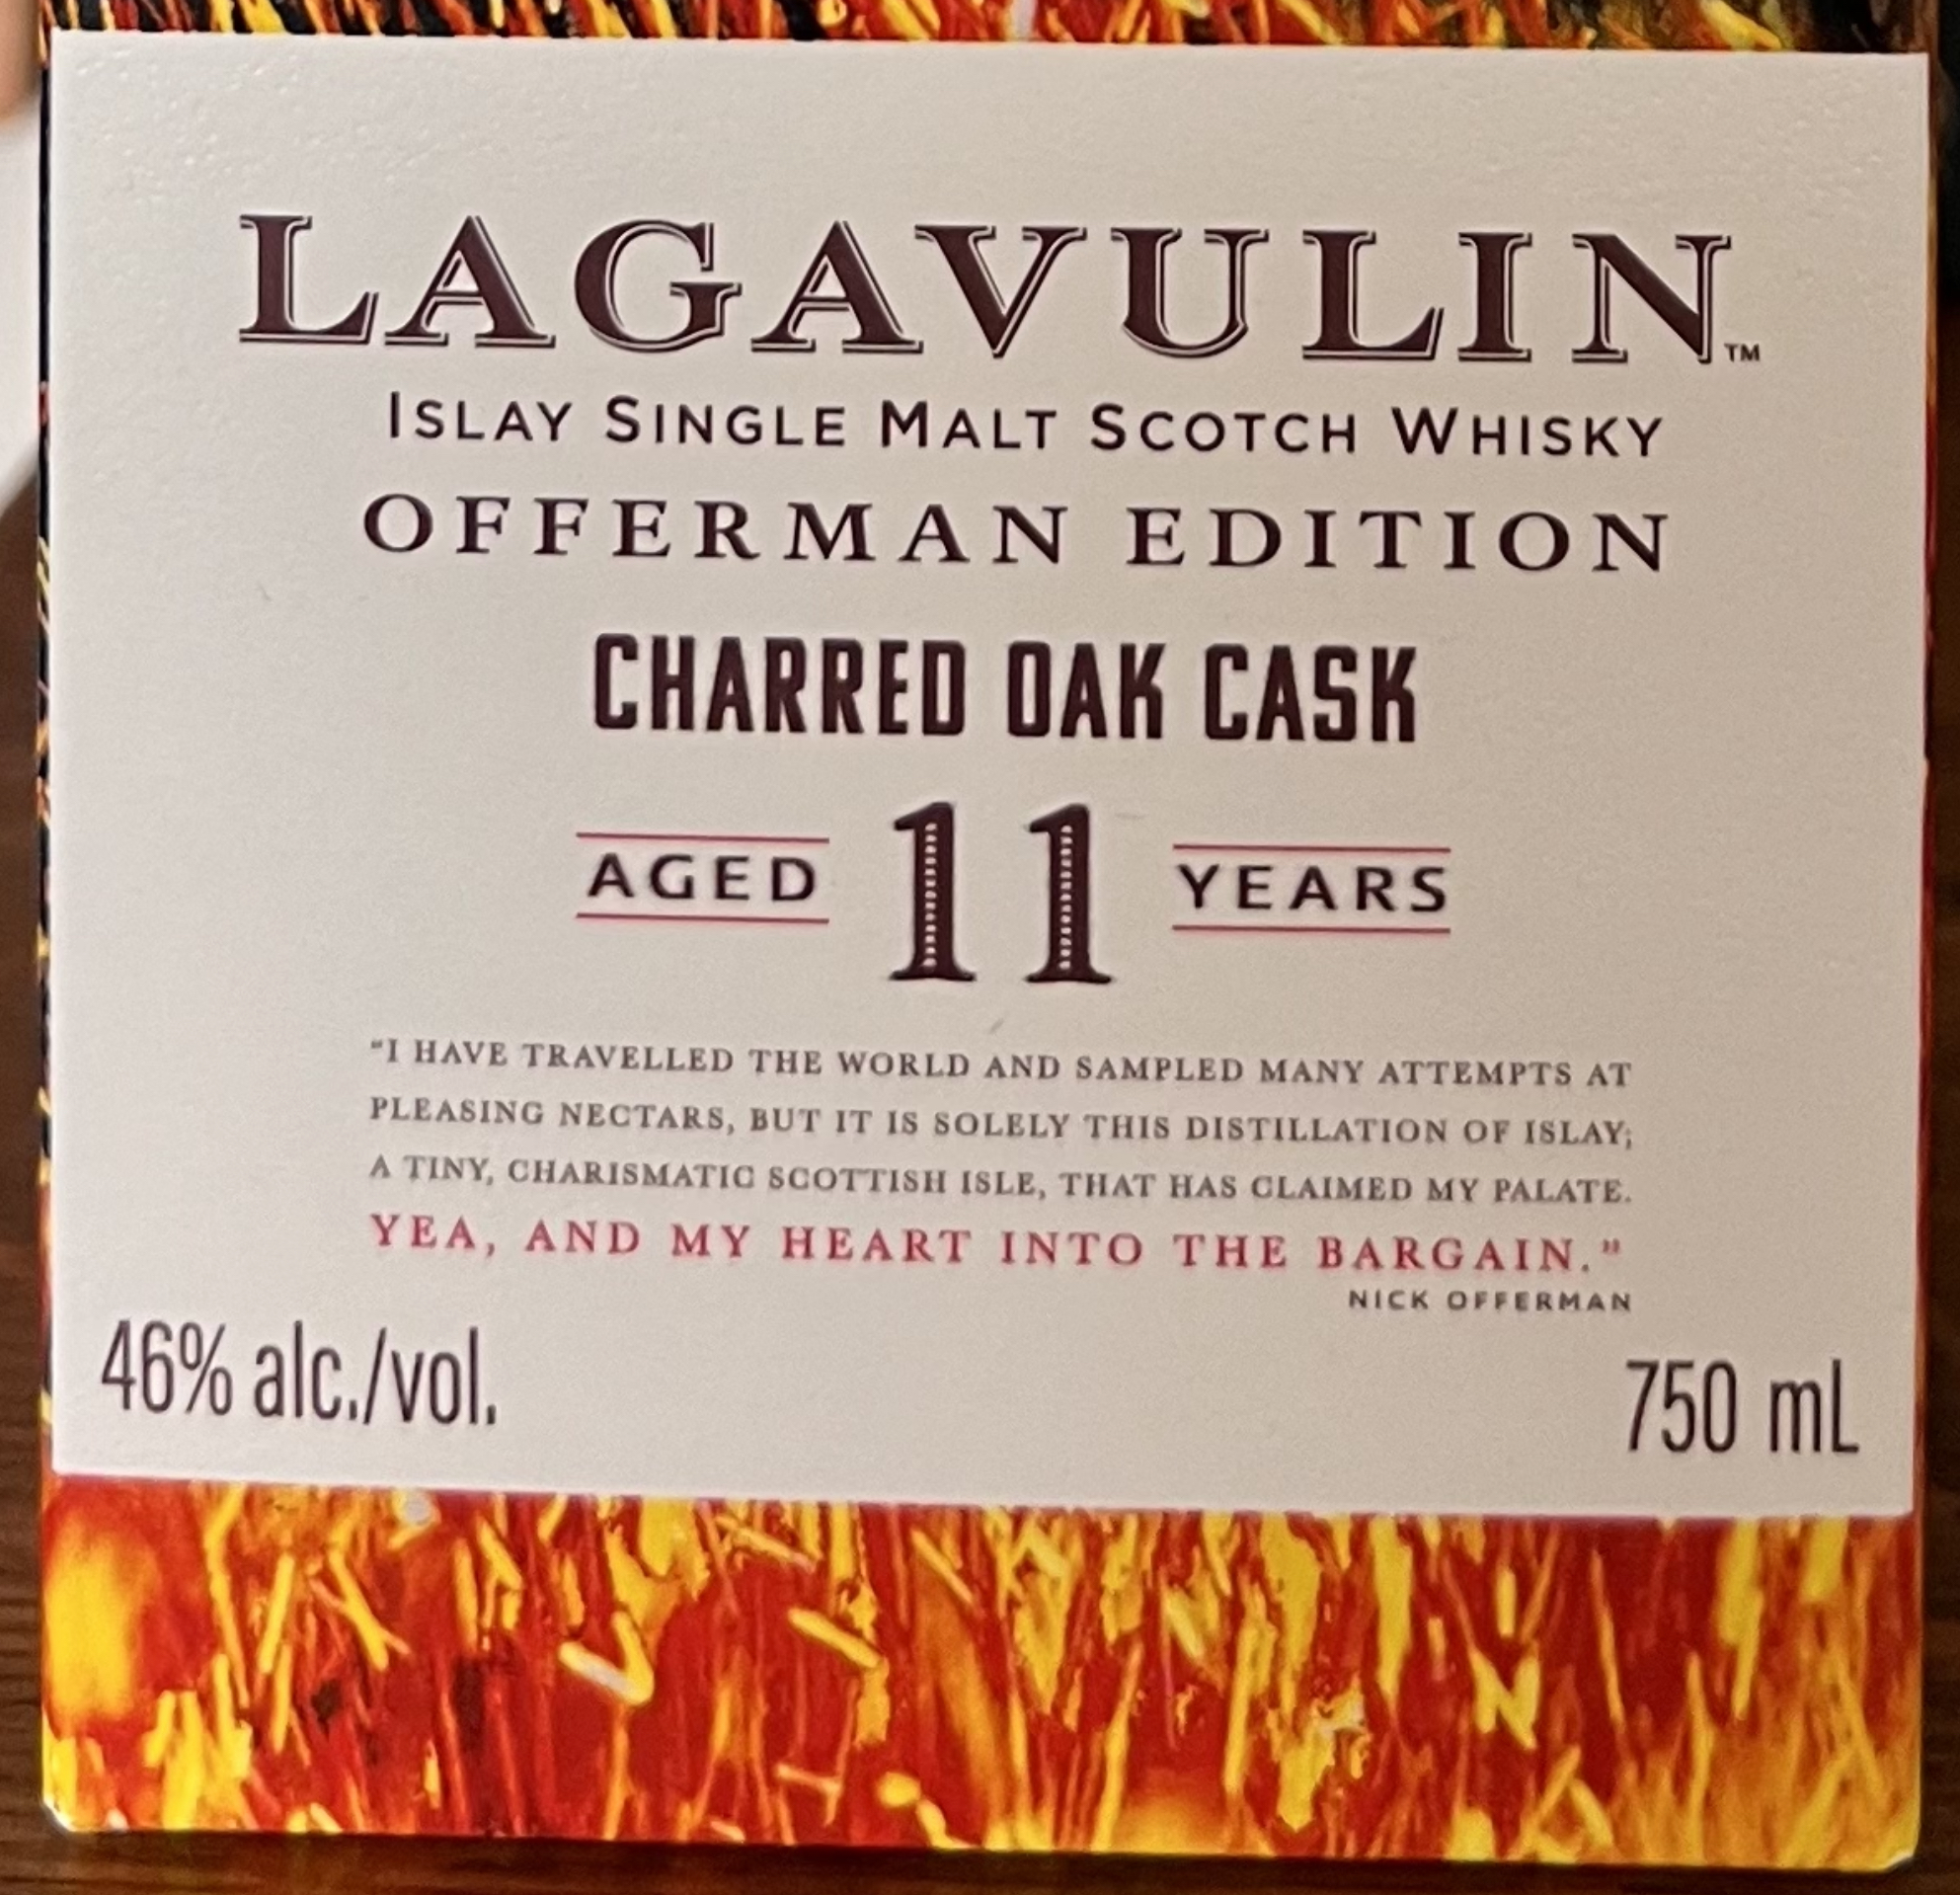 LAGAVULIN™
ISLAY SINGLE MALT SCOTCH WHISKY
OFFERMAN EDITION
CHARRED OAK CASK
AGED 11 YEARS
"I HAVE TRAVELLED THE WORLD AND SAMPLED MANY ATTEMPTS AT
PLEASING NECTARS, BUT IT IS SOLELY THIS DISTILLATION OF ISLAY;
A TINY, CHARISMATIC SCOTTISH ISLE, THAT HAS CLAIMED MY PALATE.
YEA, AND MY HEART INTO THE BARGAIN."
NICK OFFERMAN
46% alc./vol. 750 mL